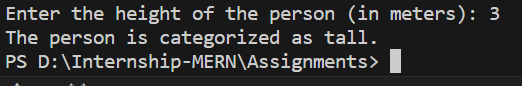 Enter the height of the person (in meters): 3
The person is categorized as tall.
PS D:\Internship-MERN\Assignments>